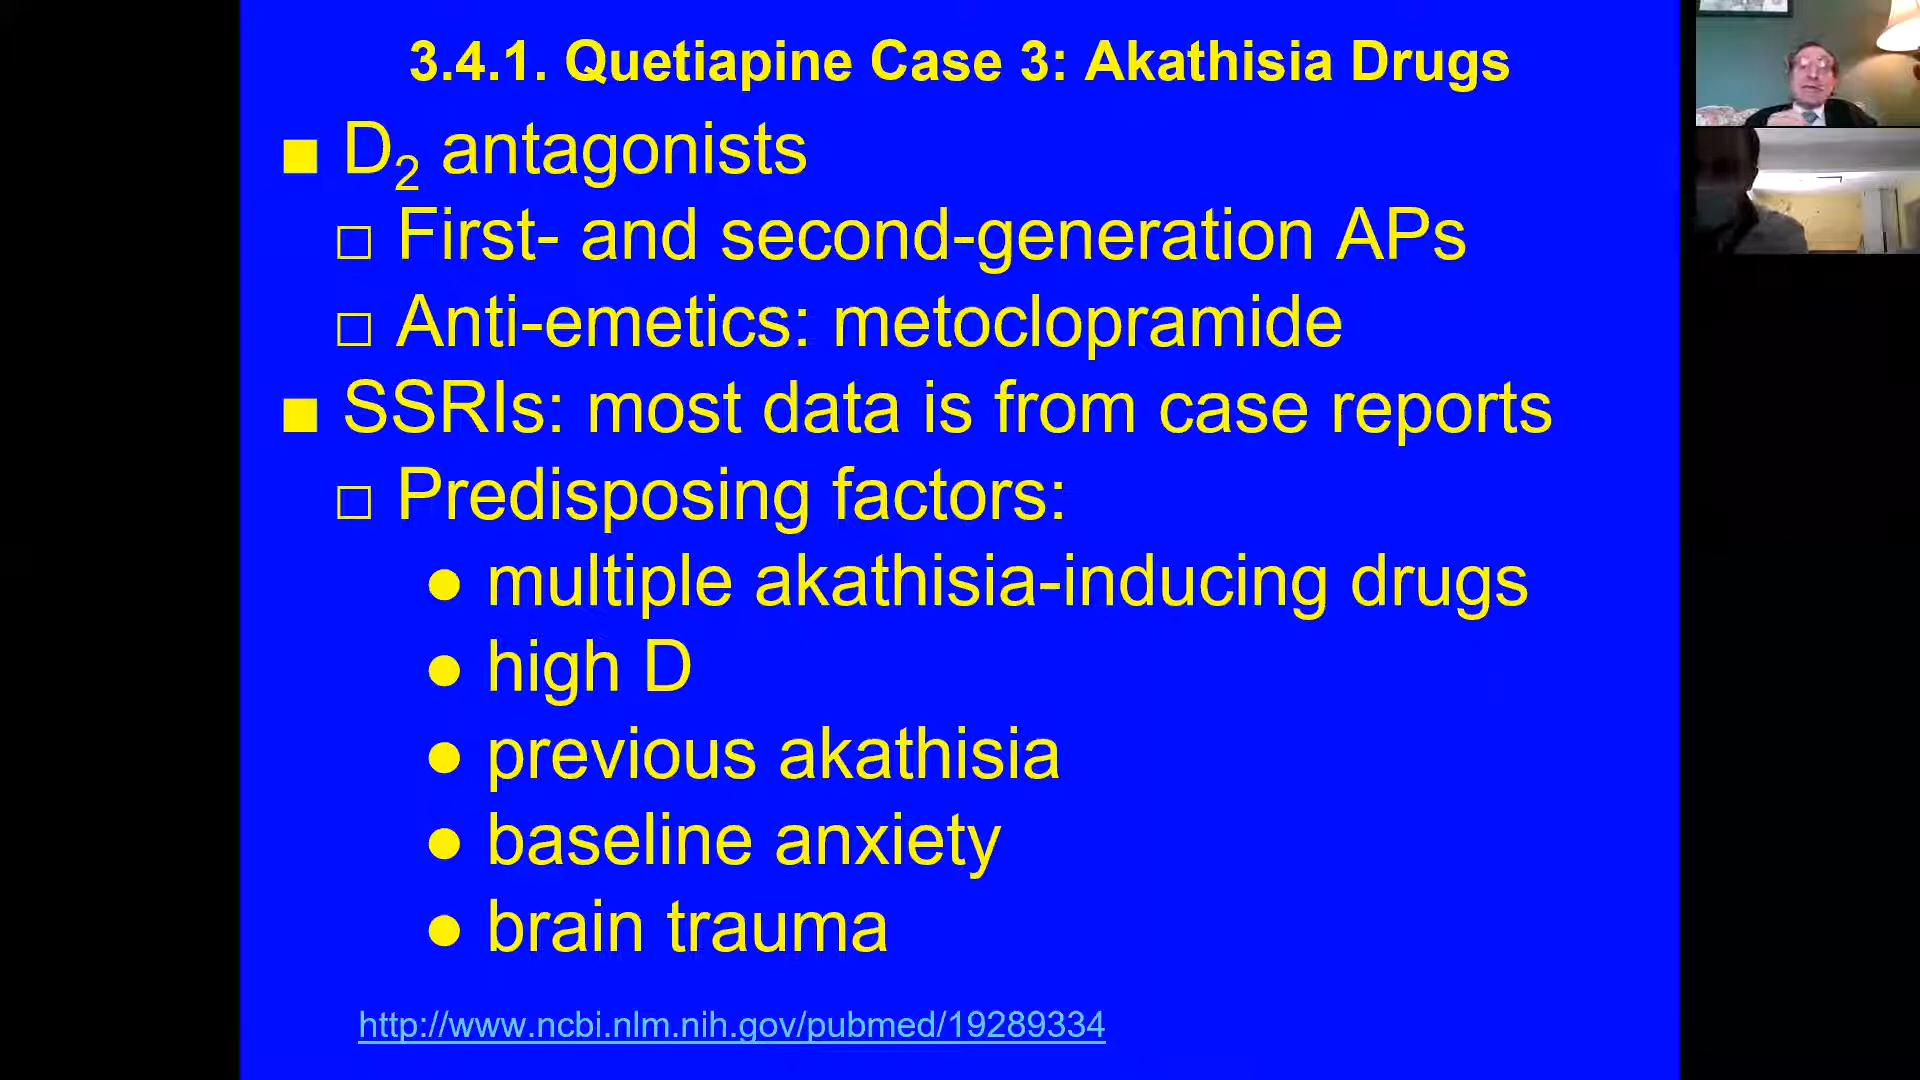 3.4.1. Quetiapine Case 3: Akathisia Drugs
■ D₂ antagonists
□ First- and second-generation APs
□ Anti-emetics: metoclopramide
■ SSRIs: most data is from case reports
□ Predisposing factors:
● multiple akathisia-inducing drugs
● high D
● previous akathisia
● baseline anxiety
● brain trauma
http://www.ncbi.nlm.nih.gov/pubmed/19289334